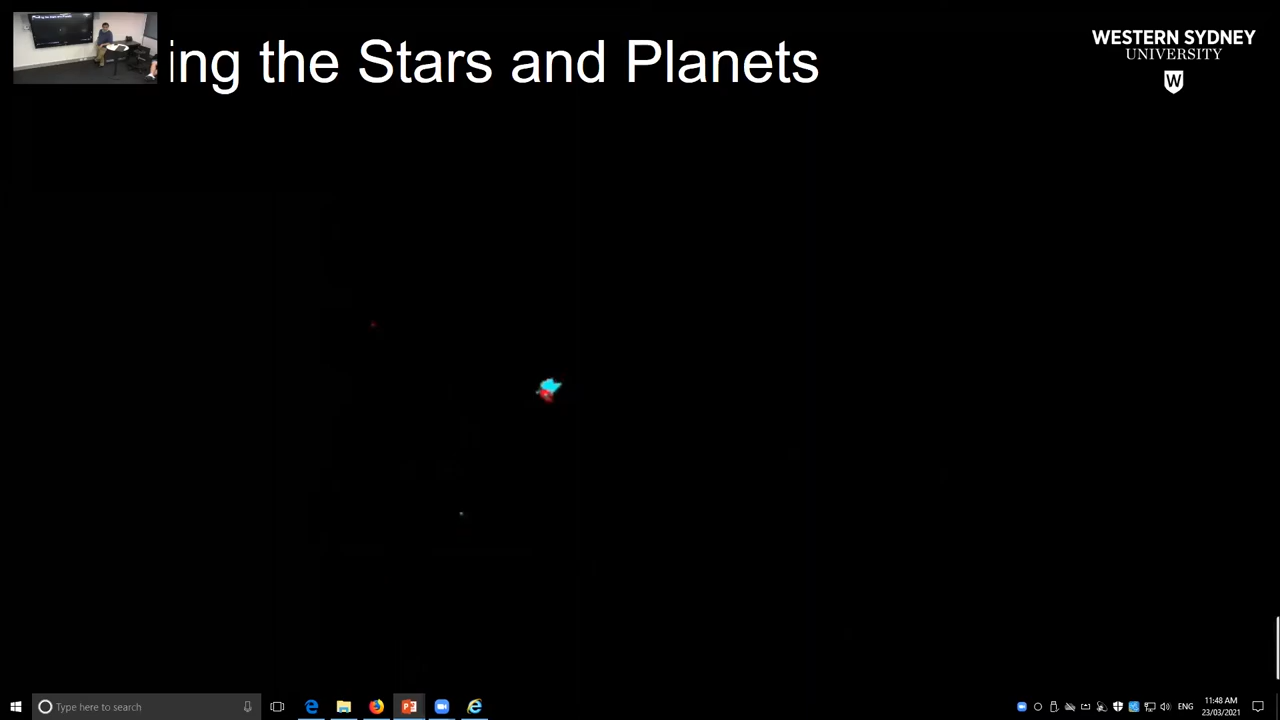 ing the Stars and Planets
WESTERN SYDNEY
UNIVERSITY
W
Type here to search
ENG
11:48 AM
23/03/2021